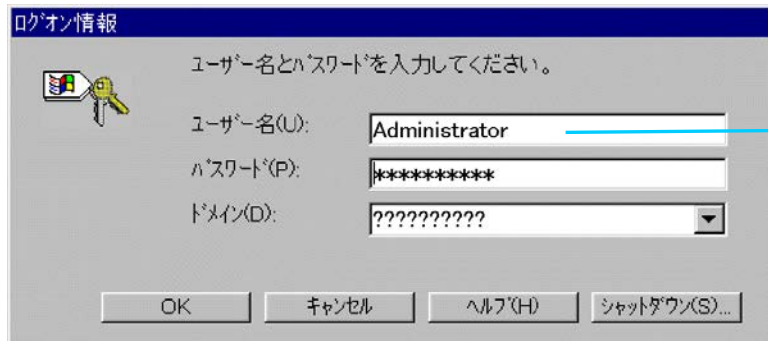 ログオン情報
ユーザー名とパスワードを入力してください。
ユーザー名(U):
Administrator
パスワード(P):
**********
ドメイン(D):
??????????
OK
キャンセル
ヘルプ(H)
シャットダウン(S)...